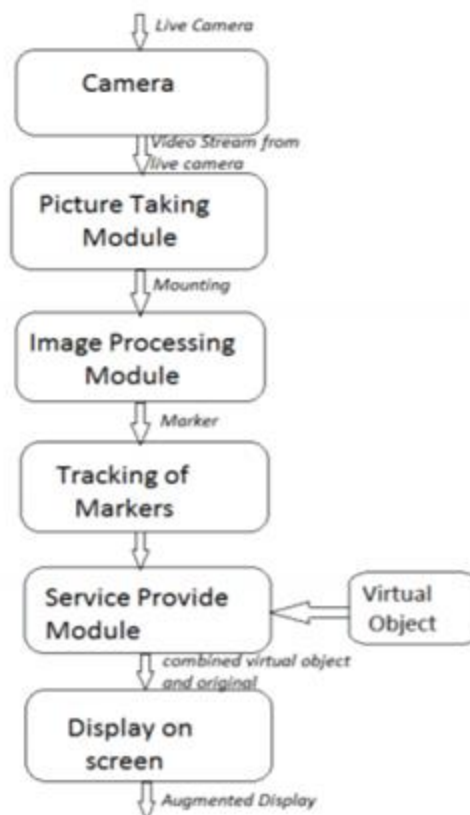 Live Camera
Camera
Video Stream from
live camera
Picture Taking
Module
Mounting
Image Processing
Module
Marker
Tracking of
Markers
Service Provide
Module
Virtual
Object
combined virtual object
and original
Display on
screen
Augmented Display